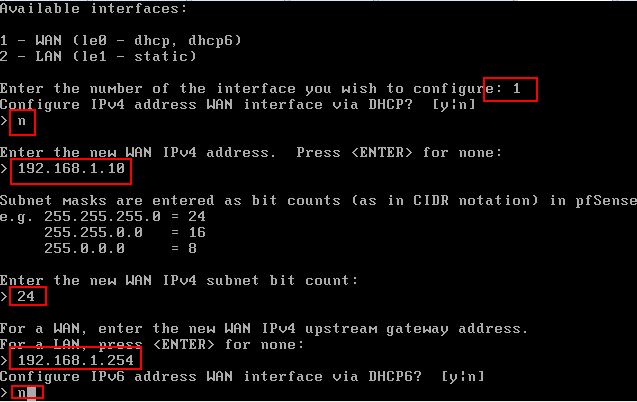 Available interfaces:
1 - WAN (le0 - dhcp, dhcp6)
2 - LAN (le1 - static)
Enter the number of the interface you wish to configure: 1
Configure IPv4 address WAN interface via DHCP?  [y|n]
> n
Enter the new WAN IPv4 address.  Press <ENTER> for none:
> 192.168.1.10
Subnet masks are entered as bit counts (as in CIDR notation) in pfSense
e.g. 255.255.255.0 = 24
255.255.0.0   = 16
255.0.0.0     = 8
Enter the new WAN IPv4 subnet bit count:
> 24
For a WAN, enter the new WAN IPv4 upstream gateway address.
For a LAN, press <ENTER> for none:
> 192.168.1.254
Configure IPv6 address WAN interface via DHCP6?  [y|n]
> n